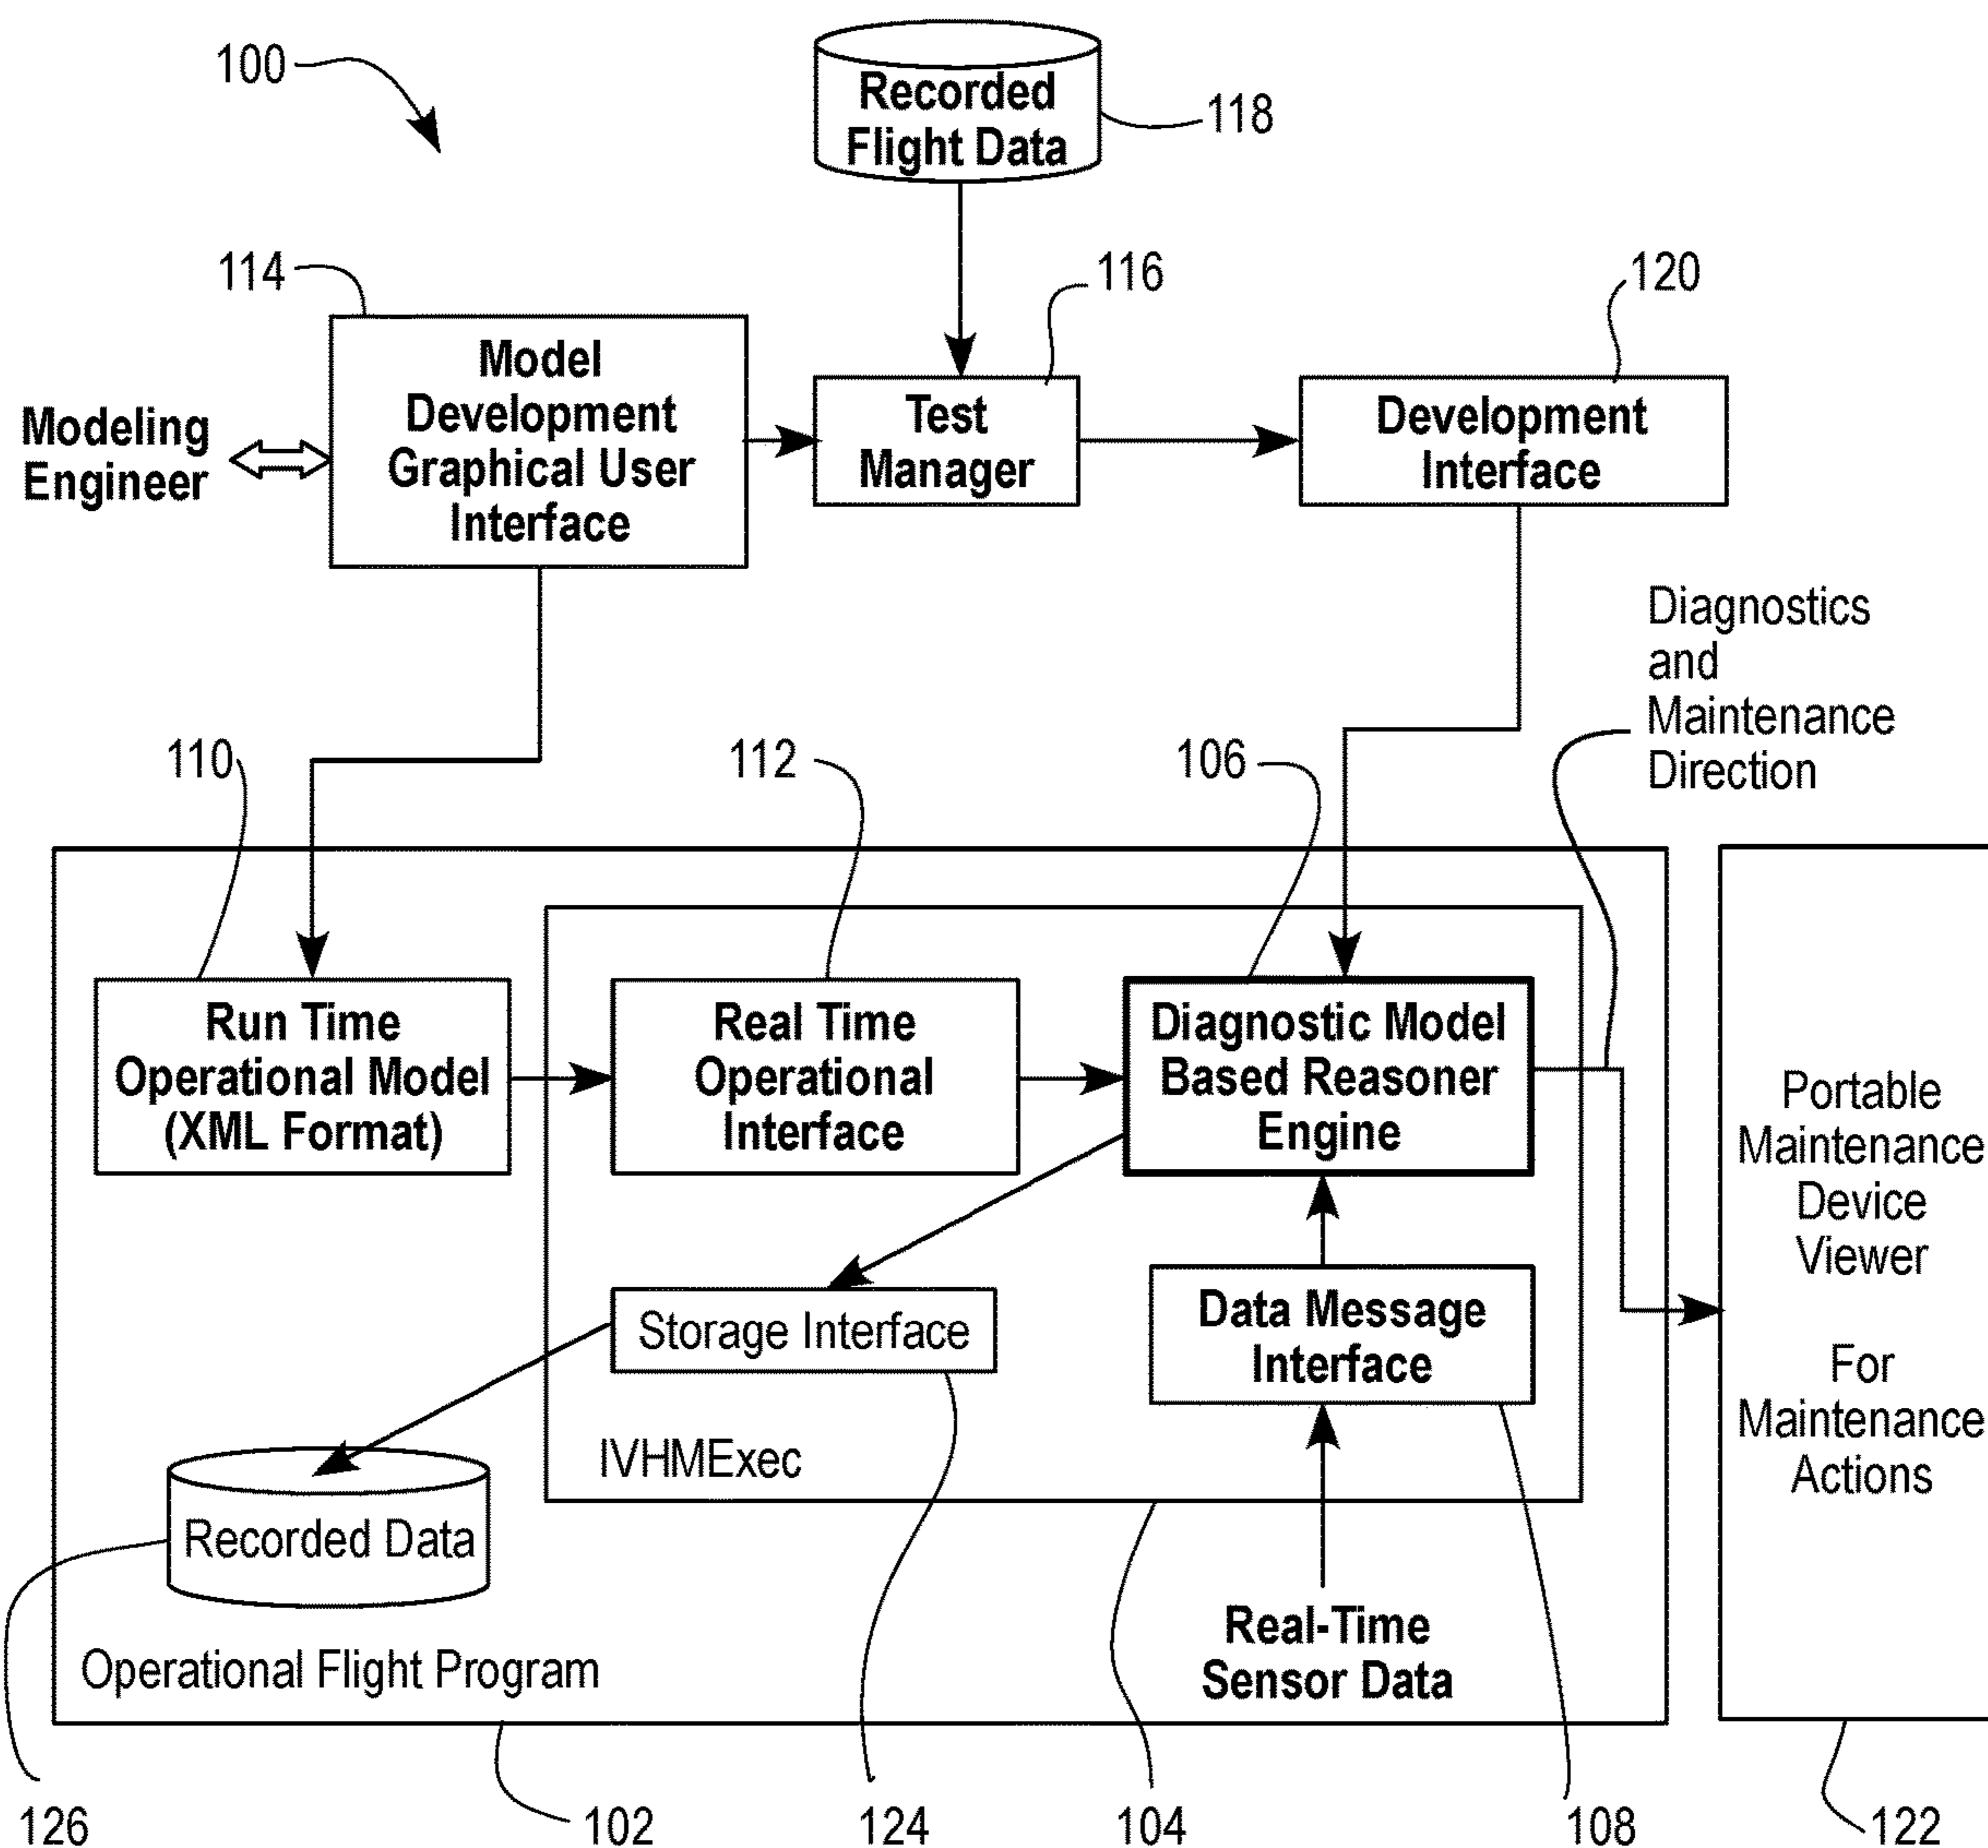 100
Recorded
Flight Data
118
114
116
120
Modeling
Engineer
Model
Development
Graphical User
Interface
Test
Manager
Development
Interface
Diagnostics
and
Maintenance
Direction
110
112
106
Run Time
Operational Model
(XML Format)
Real Time
Operational
Interface
Diagnostic Model
Based Reasoner
Engine
Portable
Maintenance
Device
Viewer
For
Maintenance
Actions
Storage Interface
Data Message
Interface
IVHMExec
Recorded Data
Real-Time
Sensor Data
Operational Flight Program
126
102
124
104
108
122